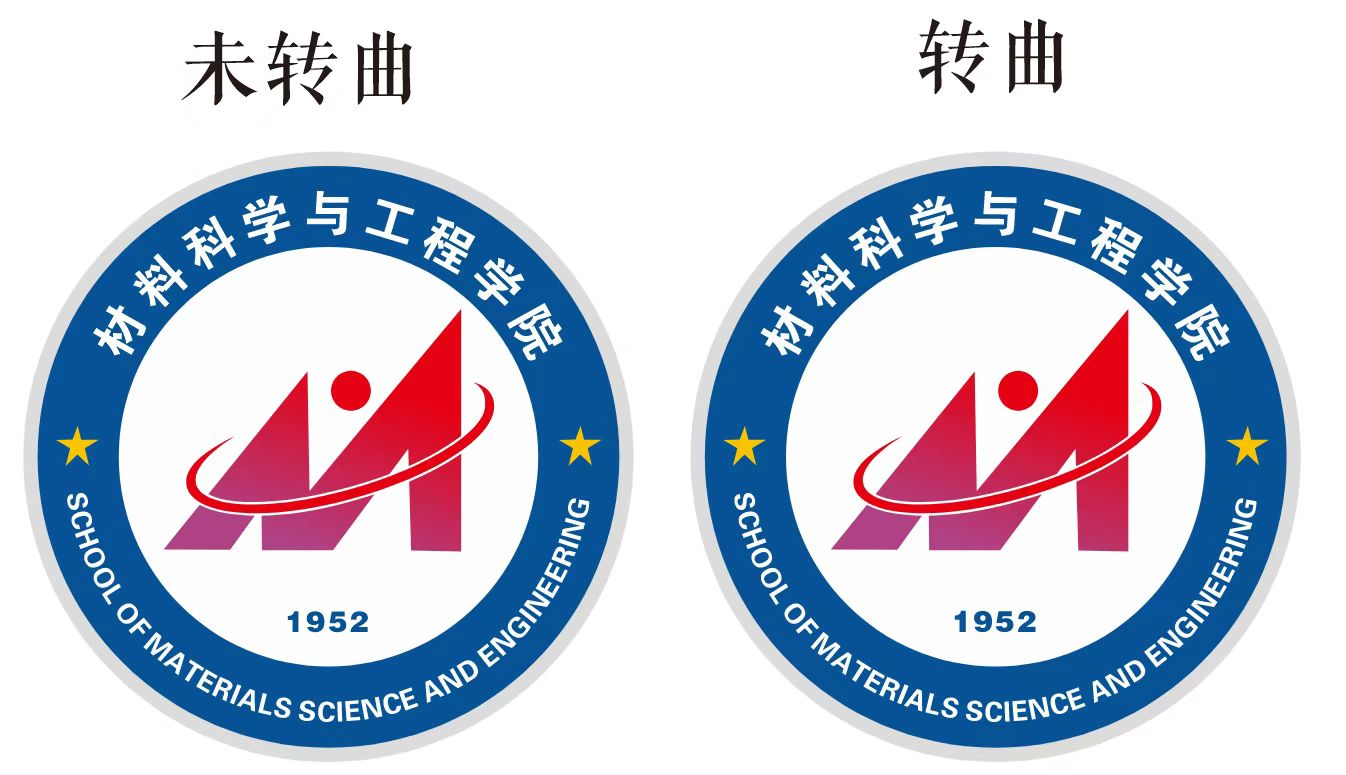 未转曲
材料科学与工程学院
1952
SCHOOL OF MATERIALS SCIENCE AND ENGINEERING
转曲
材料科学与工程学院
1952
SCHOOL OF MATERIALS SCIENCE AND ENGINEERING